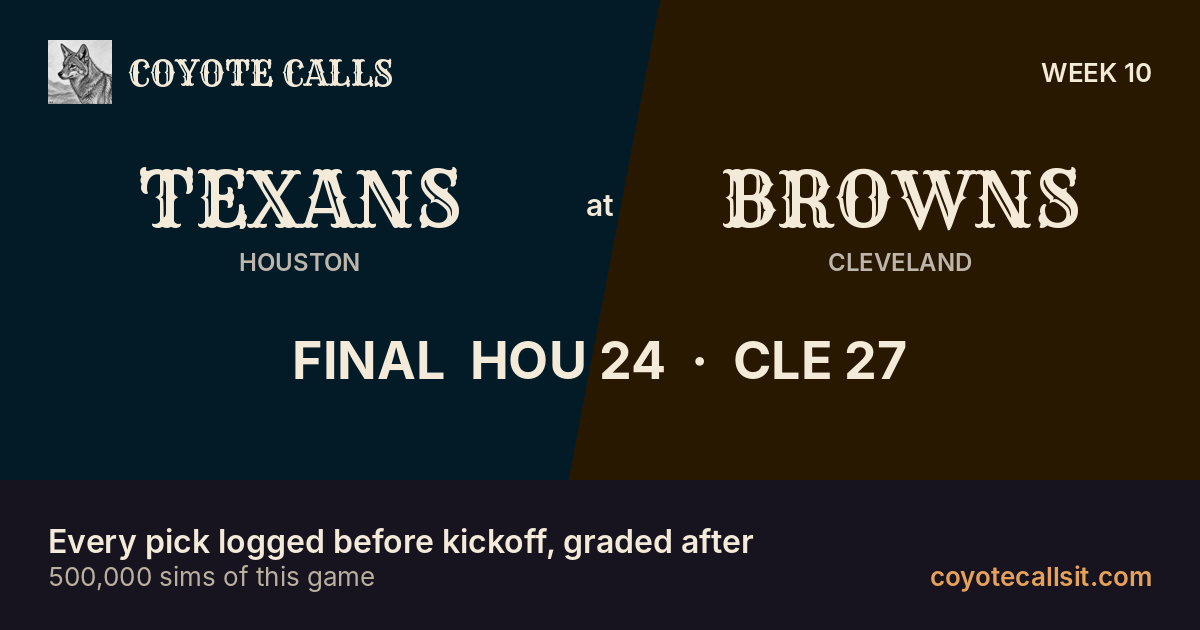 COYOTE CALLS
WEEK 10
TEXANS at BROWNS
HOUSTON CLEVELAND
FINAL HOU 24 · CLE 27
Every pick logged before kickoff, graded after
500,000 sims of this game
coyotecallsit.com